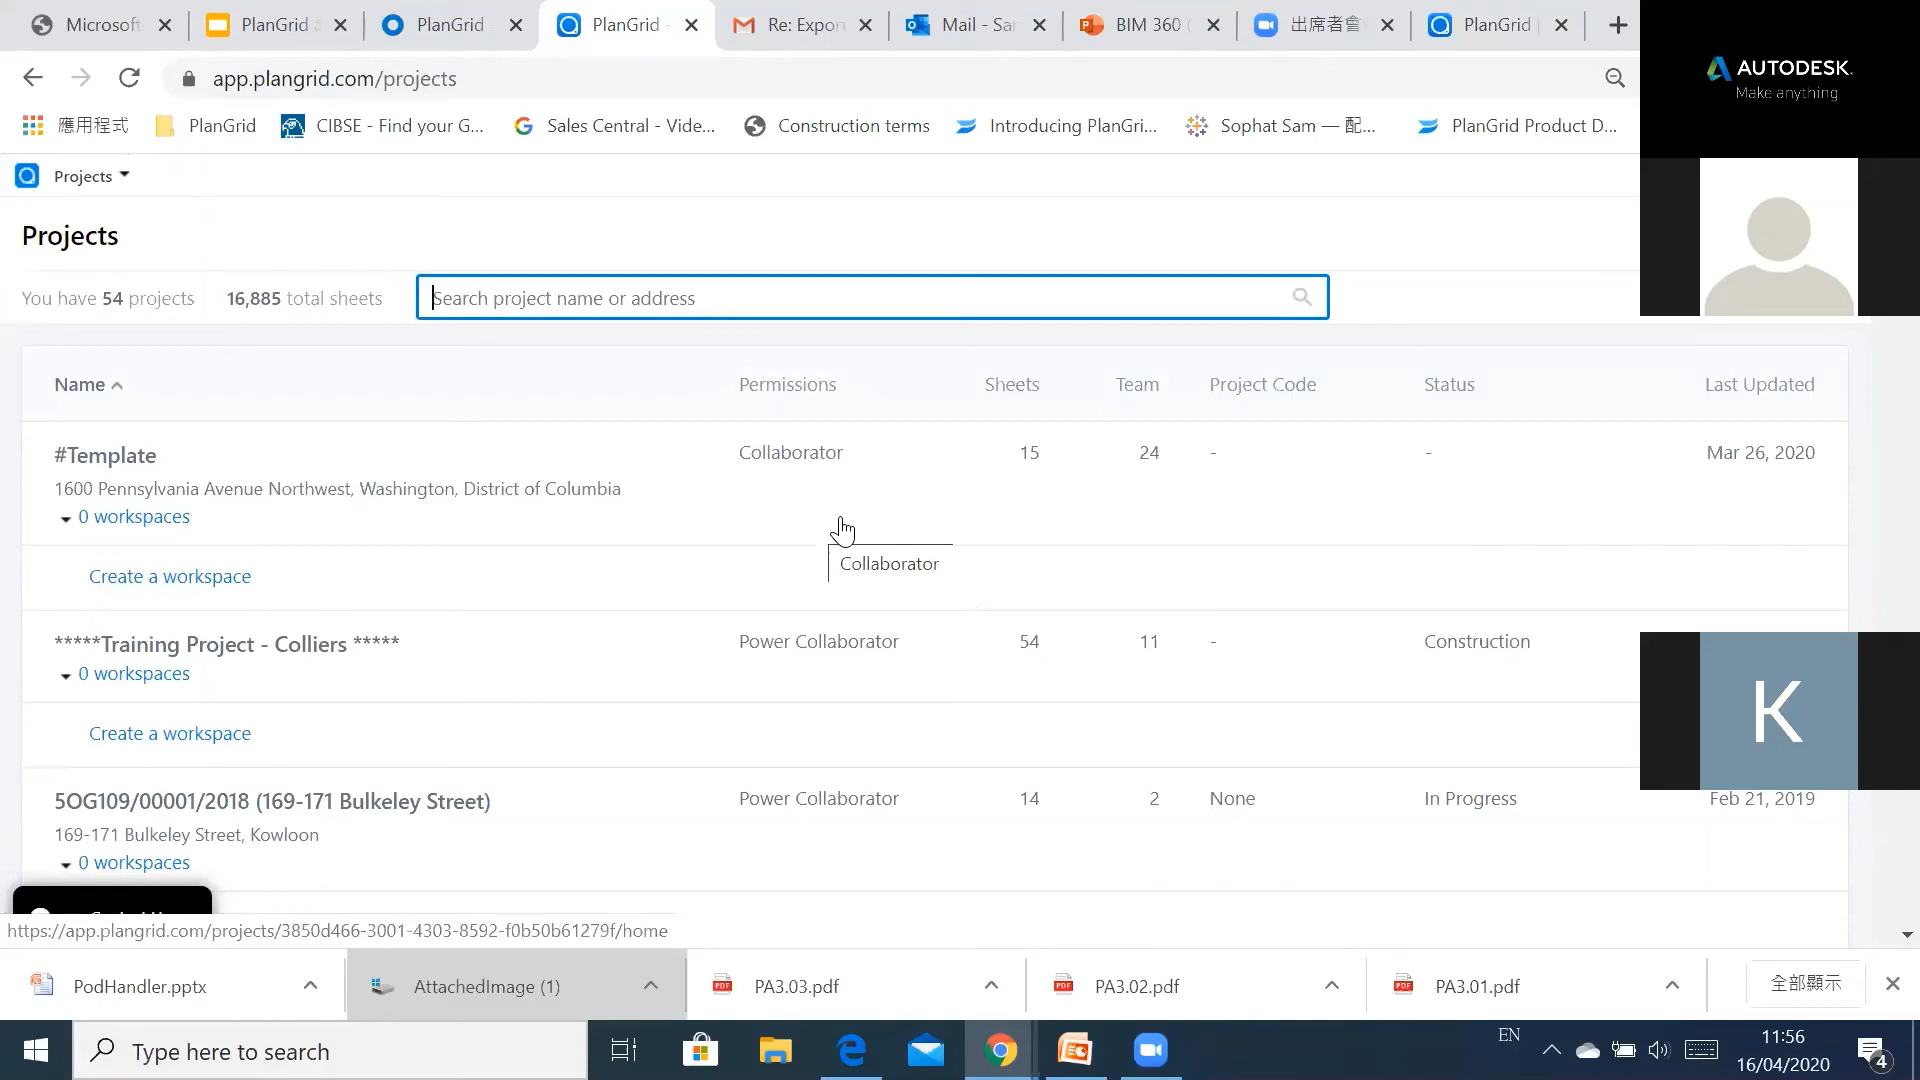 Microsof
PlanGrid a
PlanGrid
PlanGrid -
Re: Expor
Mail - Sa
BIM 360
出席者會
PlanGrid
app.plangrid.com/projects
應用程式
PlanGrid
CIBSE - Find your G...
Sales Central - Vide...
Construction terms
Introducing PlanGri...
Sophat Sam — 配...
PlanGrid Product D...
AUTODESK.
Make anything.
Projects
Projects
You have 54 projects
16,885 total sheets
Search project name or address
Name
Permissions
Sheets
Team
Project Code
Status
Last Updated
#Template
Collaborator
15
24
-
-
Mar 26, 2020
1600 Pennsylvania Avenue Northwest, Washington, District of Columbia
0 workspaces
Collaborator
Create a workspace
*****Training Project - Colliers *****
Power Collaborator
54
11
-
Construction
0 workspaces
K
Create a workspace
5OG109/00001/2018 (169-171 Bulkeley Street)
Power Collaborator
14
2
None
In Progress
Feb 21, 2019
169-171 Bulkeley Street, Kowloon
0 workspaces
https://app.plangrid.com/projects/3850d466-3001-4303-8592-f0b50b61279f/home
PodHandler.pptx
AttachedImage (1)
PA3.03.pdf
PA3.02.pdf
PA3.01.pdf
全部顯示
Type here to search
EN
11:56
16/04/2020
4